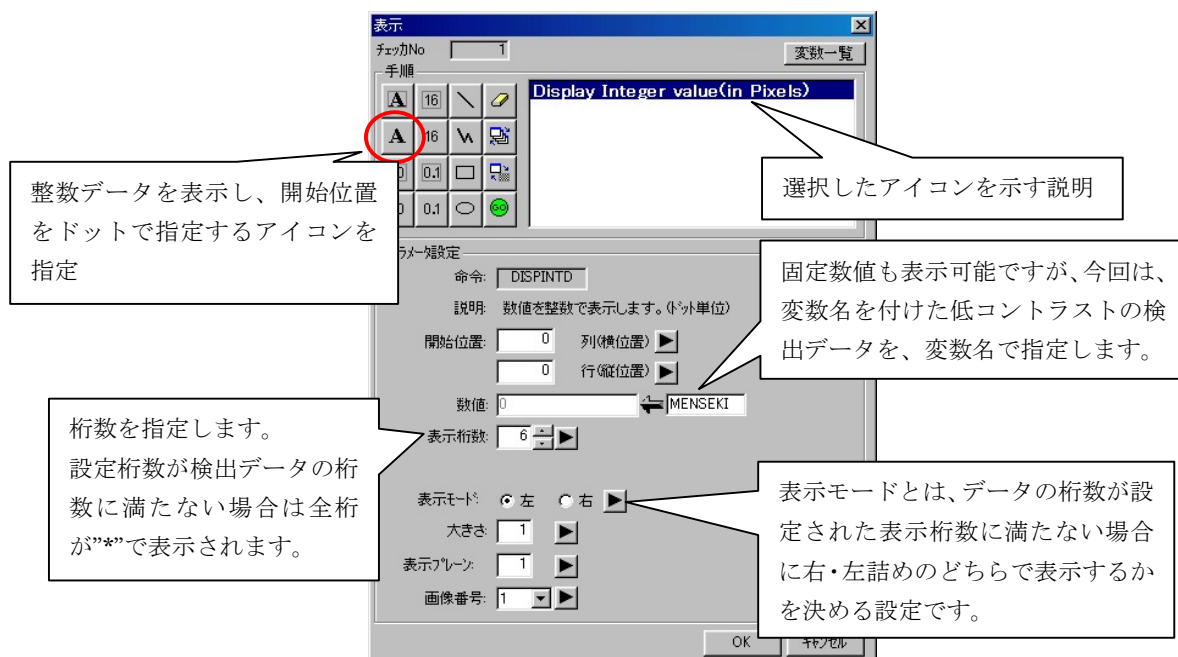 表示
ﾁｪｯｶNo 1 変数一覧
手順
A 16
Display Integer value(in Pixels)
A 16
0.1
0.1 GO
整数データを表示し、開始位置
をドットで指定するアイコンを
指定
選択したアイコンを示す説明
ﾗﾒｰﾀ設定
命令: DISPINTD
説明: 数値を整数で表示します。(ﾄﾞｯﾄ単位)
開始位置: 0 列(横位置)
0 行(縦位置)
数値: 0 MENSEKI
表示桁数: 6
固定数値も表示可能ですが、今回は、
変数名を付けた低コントラストの検
出データを、変数名で指定します。
桁数を指定します。
設定桁数が検出データの桁
数に満たない場合は全桁
が”*”で表示されます。
表示ﾓｰﾄﾞ: 左 右
大きさ: 1
表示ﾌﾟﾚｰﾝ: 1
画像番号: 1
表示モードとは、データの桁数が設
定された表示桁数に満たない場合
に右・左詰めのどちらで表示するか
を決める設定です。
OK ｷｬﾝｾﾙ